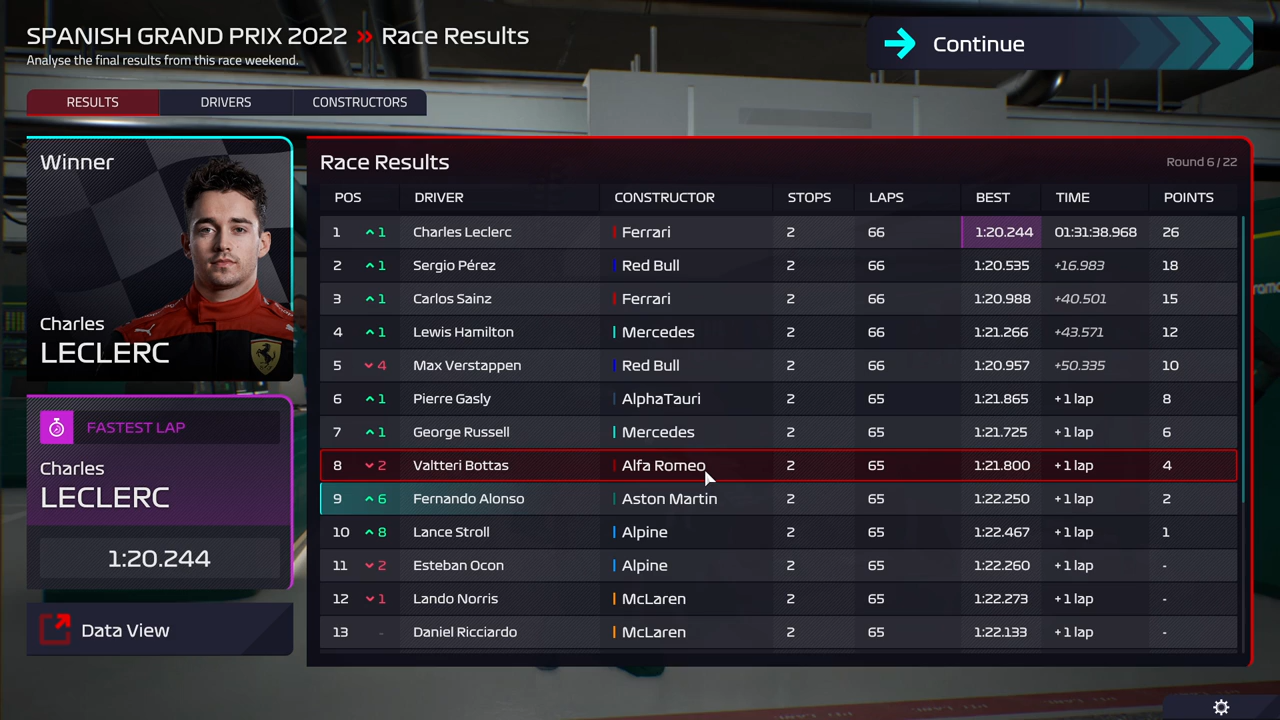 SPANISH GRAND PRIX 2022 » Race Results
Analyse the final results from this race weekend.
Continue
RESULTS DRIVERS CONSTRUCTORS
Winner
Charles
LECLERC
FASTEST LAP
Charles
LECLERC
1:20.244
Data View
Race Results Round 6 / 22
POS DRIVER CONSTRUCTOR STOPS LAPS BEST TIME POINTS
1 1 Charles Leclerc Ferrari 2 66 1:20.244 01:31:38.968 26
2 1 Sergio Pérez Red Bull 2 66 1:20.535 +16.983 18
3 1 Carlos Sainz Ferrari 2 66 1:20.988 +40.501 15
4 1 Lewis Hamilton Mercedes 2 66 1:21.266 +43.571 12
5 4 Max Verstappen Red Bull 2 66 1:20.957 +50.335 10
6 1 Pierre Gasly AlphaTauri 2 65 1:21.865 +1 lap 8
7 1 George Russell Mercedes 2 65 1:21.725 +1 lap 6
8 2 Valtteri Bottas Alfa Romeo 2 65 1:21.800 +1 lap 4
9 6 Fernando Alonso Aston Martin 2 65 1:22.250 +1 lap 2
10 8 Lance Stroll Alpine 2 65 1:22.467 +1 lap 1
11 2 Esteban Ocon Alpine 2 65 1:22.260 +1 lap -
12 1 Lando Norris McLaren 2 65 1:22.273 +1 lap -
13 - Daniel Ricciardo McLaren 2 65 1:22.133 +1 lap -